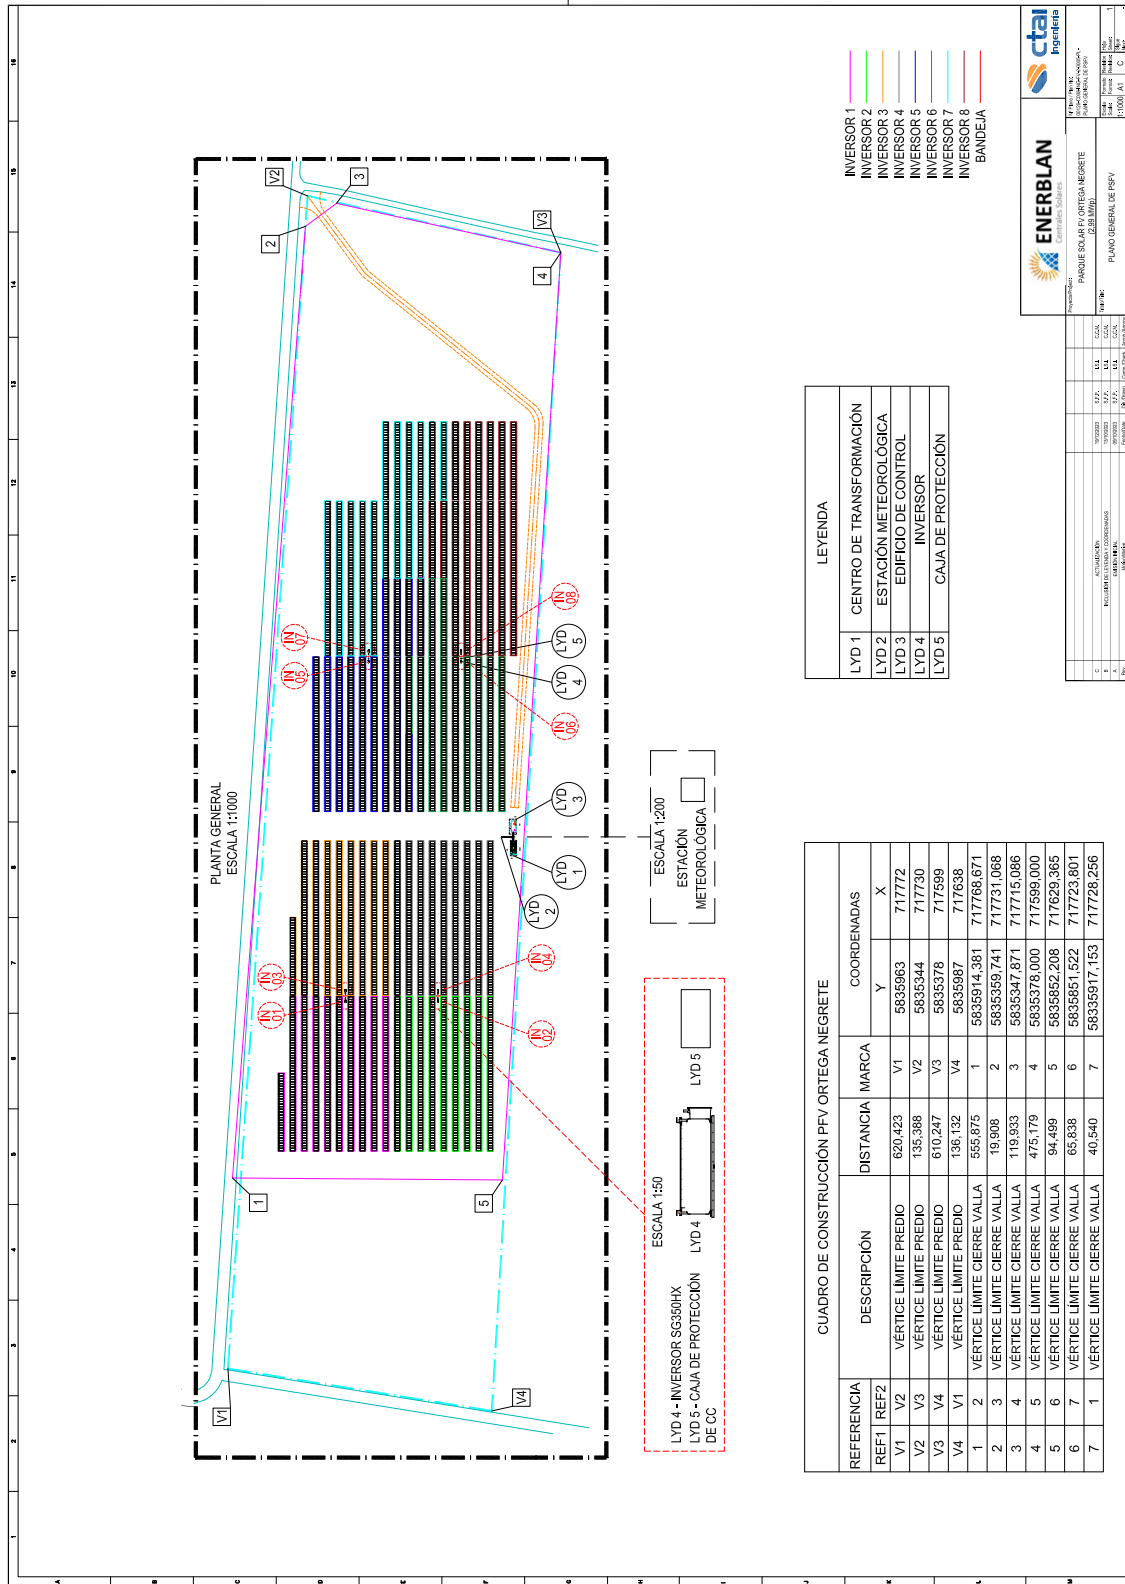 PLANTA GENERAL
ESCALA 1:1000
V1
V2
V3
V4
1
2
3
4
5
IN 01
IN 02
IN 03
IN 04
IN 05
IN 06
IN 07
IN 08
LYD 1
LYD 2
LYD 3
LYD 4
LYD 5
ESCALA 1:200
ESTACIÓN
METEOROLÓGICA
ESCALA 1:50
LYD 4 - INVERSOR SG350HX
LYD 5 - CAJA DE PROTECCIÓN
DE CC
LYD 4
LYD 5
INVERSOR 1
INVERSOR 2
INVERSOR 3
INVERSOR 4
INVERSOR 5
INVERSOR 6
INVERSOR 7
INVERSOR 8
BANDEJA
LEYENDA
LYD 1 CENTRO DE TRANSFORMACIÓN
LYD 2 ESTACIÓN METEOROLÓGICA
LYD 3 EDIFICIO DE CONTROL
LYD 4 INVERSOR
LYD 5 CAJA DE PROTECCIÓN
CUADRO DE CONSTRUCCIÓN PFV ORTEGA NEGRETE
REFERENCIA DESCRIPCIÓN DISTANCIA MARCA COORDENADAS
REF1 REF2 Y X
V1 V2 VÉRTICE LÍMITE PREDIO 620,423 V1 5835963 717772
V2 V3 VÉRTICE LÍMITE PREDIO 135,388 V2 5835344 717730
V3 V4 VÉRTICE LÍMITE PREDIO 610,247 V3 5835378 717599
V4 V1 VÉRTICE LÍMITE PREDIO 136,132 V4 5835987 717638
1 2 VÉRTICE LÍMITE CIERRE VALLA 555,875 1 5835914,381 717768,671
2 3 VÉRTICE LÍMITE CIERRE VALLA 19,908 2 5835359,741 717731,068
3 4 VÉRTICE LÍMITE CIERRE VALLA 119,933 3 5835347,871 717715,086
4 5 VÉRTICE LÍMITE CIERRE VALLA 475,179 4 5835378,000 717599,000
5 6 VÉRTICE LÍMITE CIERRE VALLA 94,499 5 5835852,208 717629,365
6 7 VÉRTICE LÍMITE CIERRE VALLA 65,838 6 5835851,522 717723,801
7 1 VÉRTICE LÍMITE CIERRE VALLA 40,540 7 58335917,153 717728,256
ENERBLAN
Centrales Solares
ctai
Ingeniería
PARQUE SOLAR FV ORTEGA NEGRETE
(2,99 MWp)
PLANO GENERAL DE PSFV
1:1000
A1
C
1